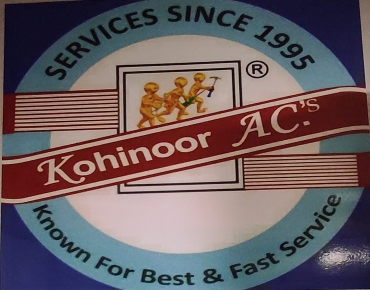 SERVICES SINCE 1995
®
Kohinoor AC.'s
Known For Best & Fast Service